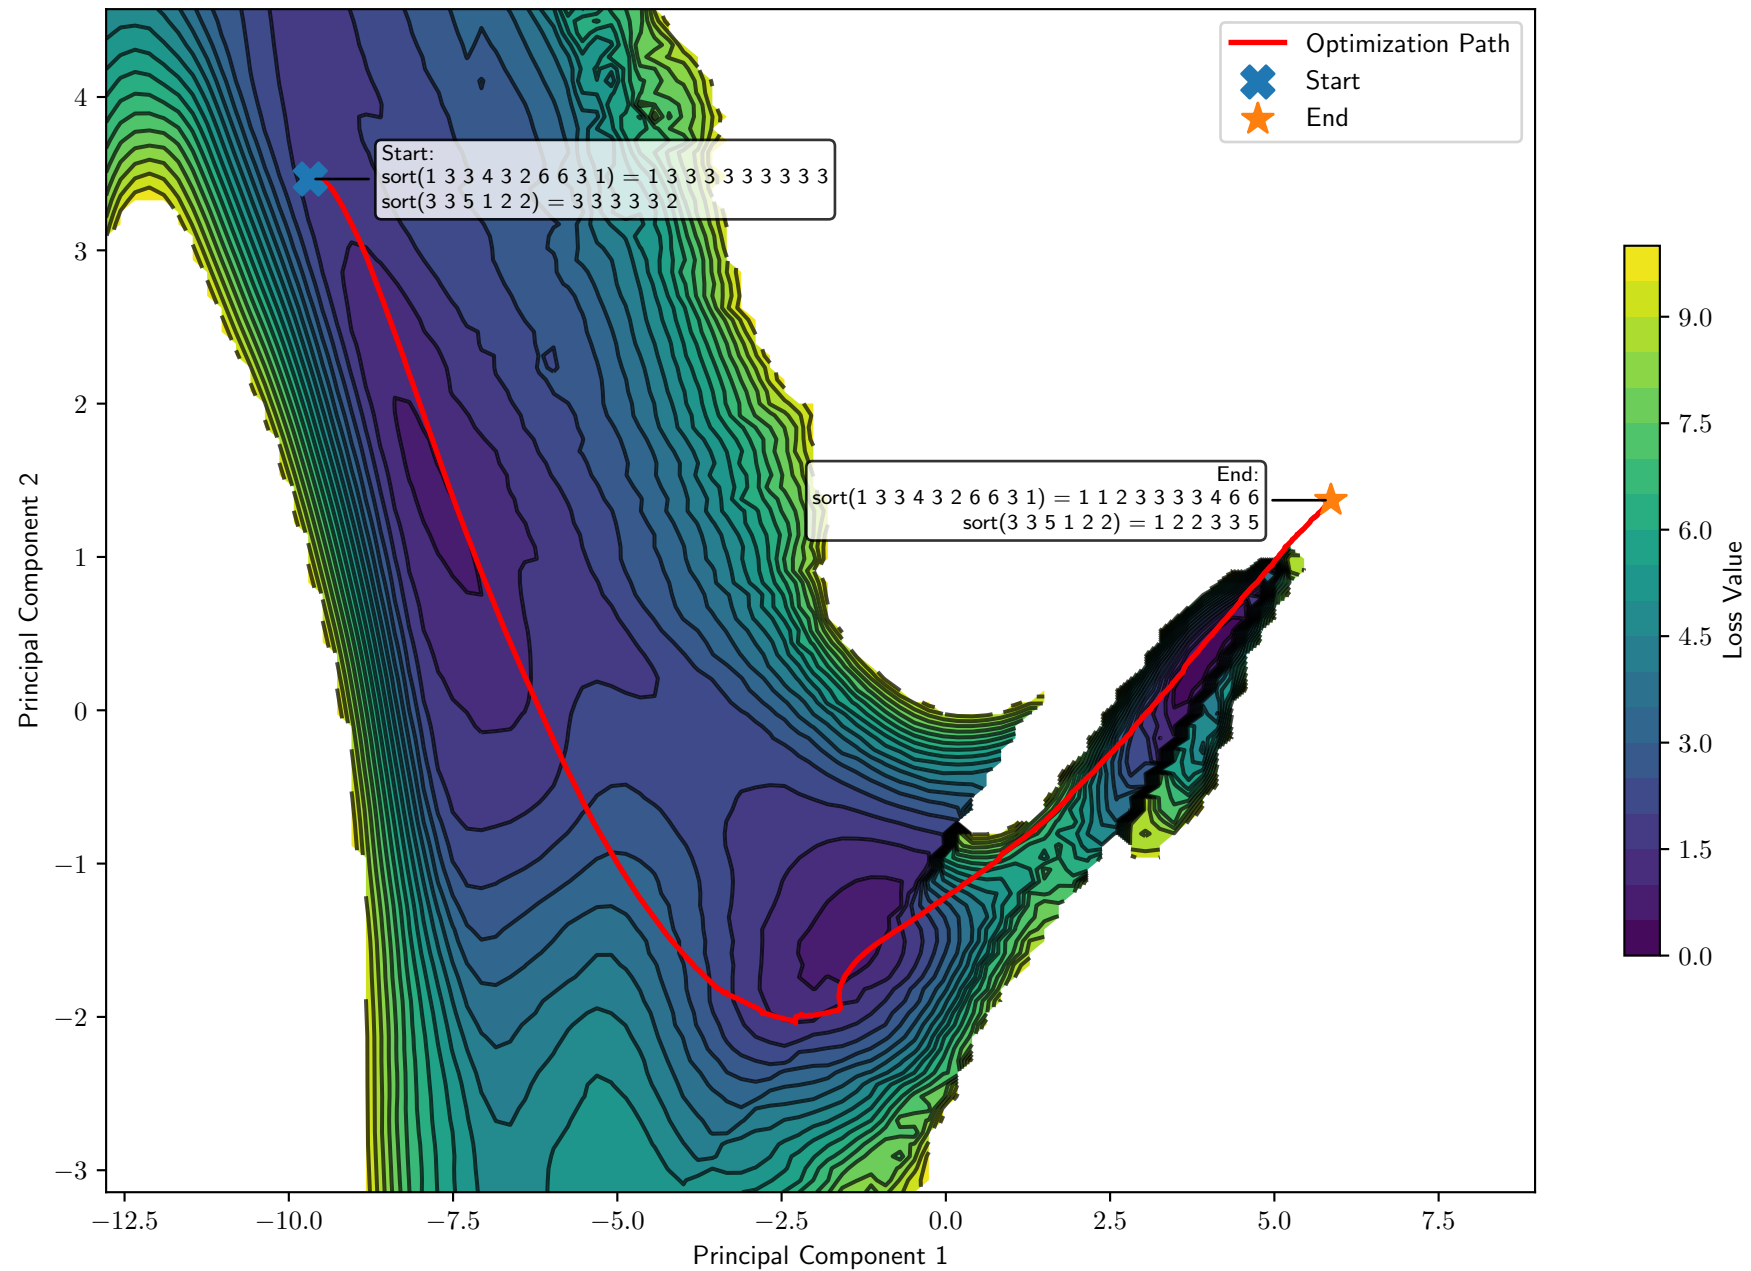 Optimization Path
Start
End
Start:
sort(1 3 3 4 3 2 6 6 3 1) = 1 3 3 3 3 3 3 3 3 3
sort(3 3 5 1 2 2) = 3 3 3 3 3 2
End:
sort(1 3 3 4 3 2 6 6 3 1) = 1 1 2 3 3 3 3 4 6 6
sort(3 3 5 1 2 2) = 1 2 2 3 3 5
4
3
2
1
0
−1
−2
−3
Principal Component 2
−12.5 −10.0 −7.5 −5.0 −2.5 0.0 2.5 5.0 7.5
Principal Component 1
9.0
7.5
6.0
4.5
3.0
1.5
0.0
Loss Value